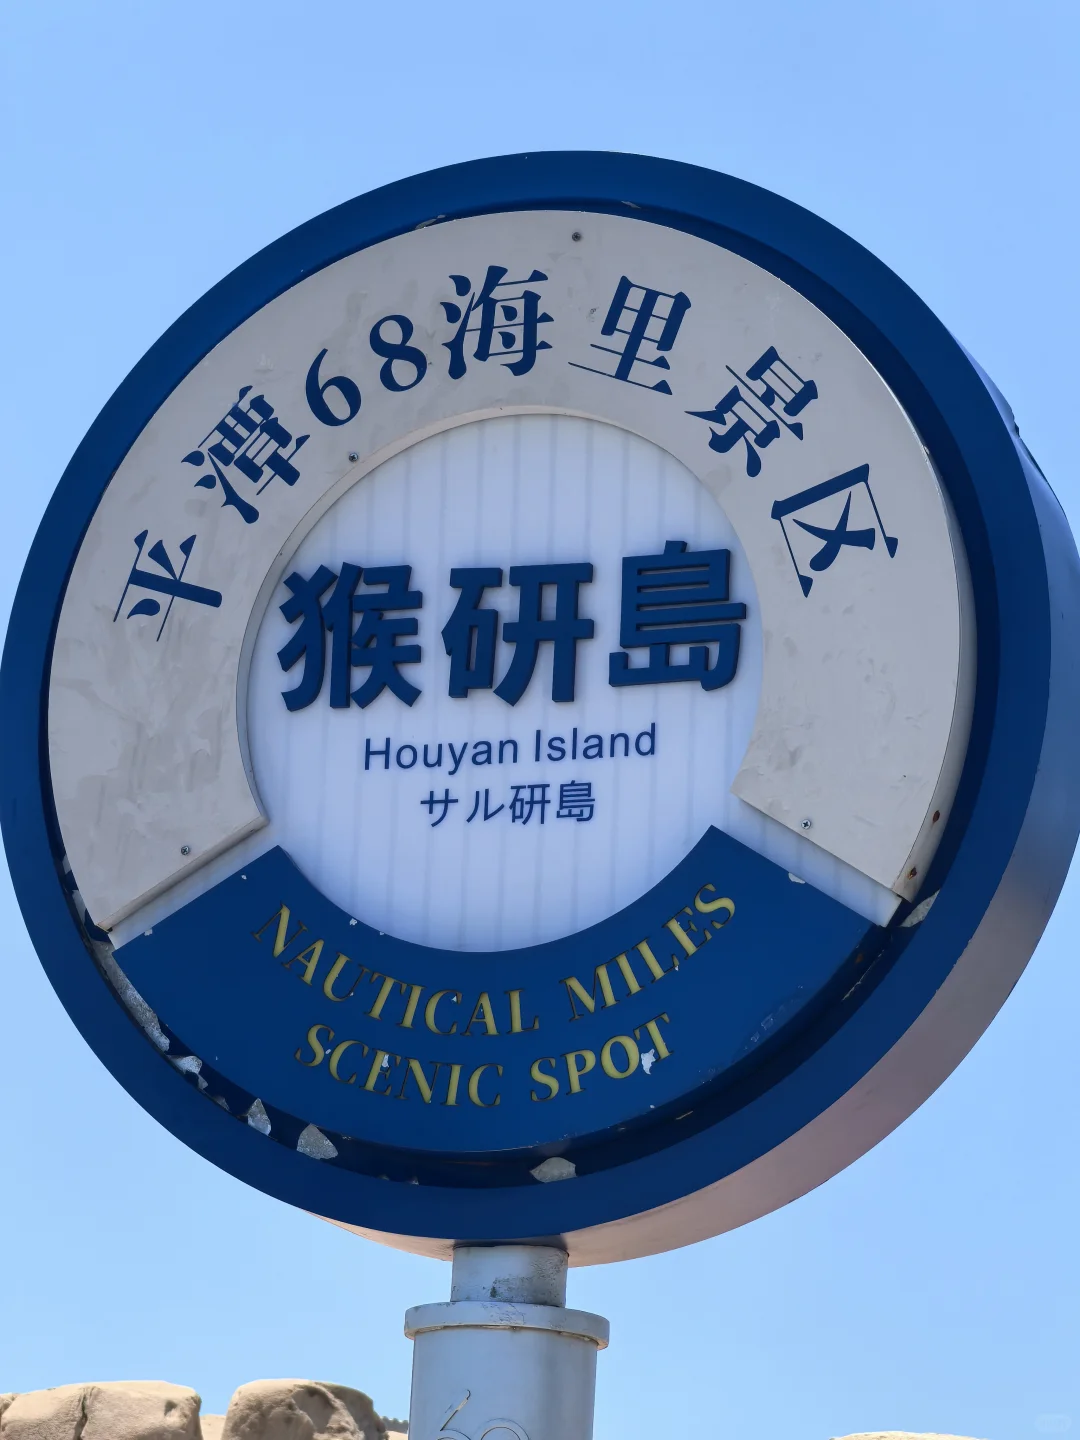 平潭68海里景区
猴研島
Houyan Island
サル研島
NAUTICAL MILES
SCENIC SPOT